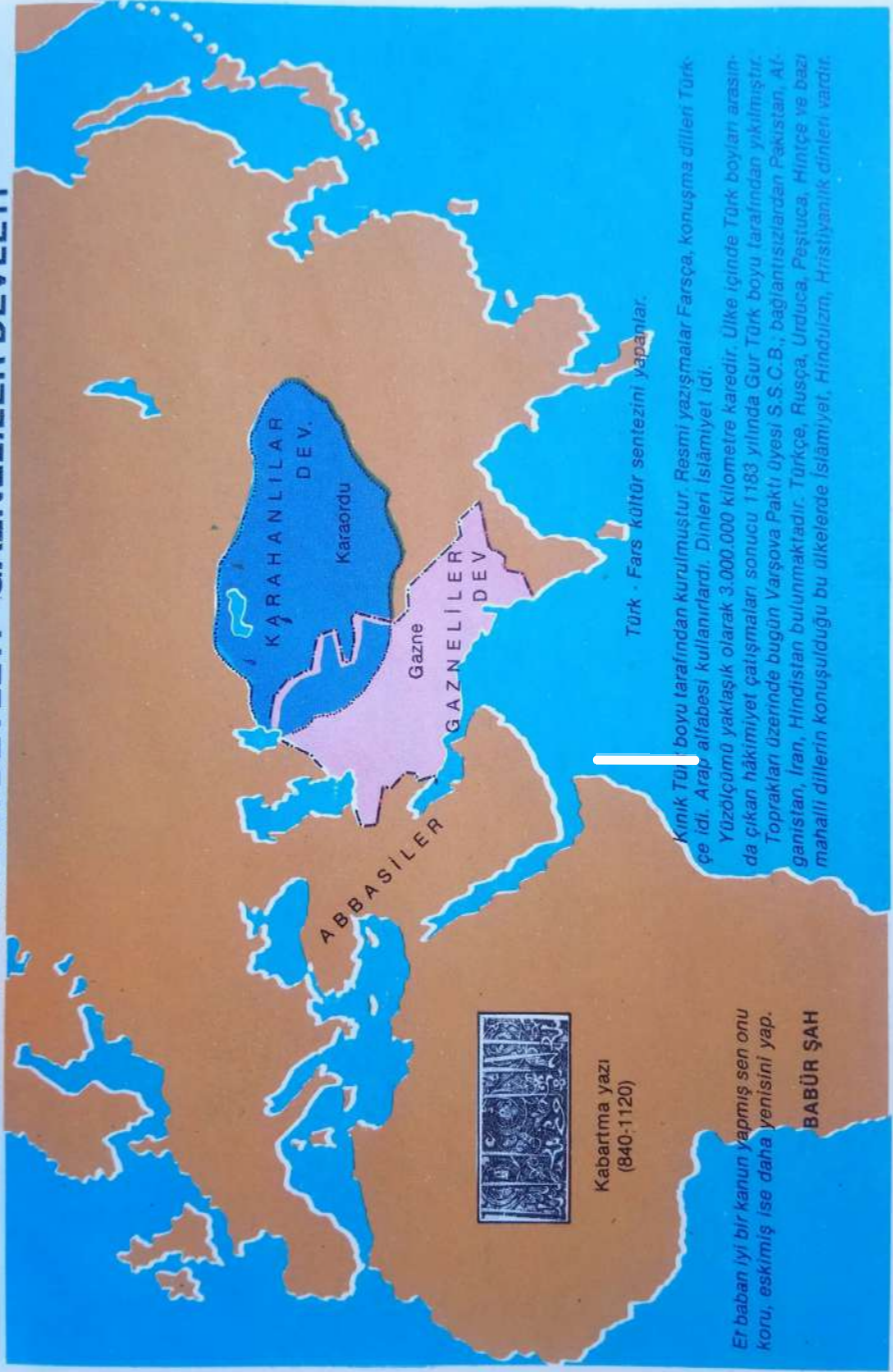 KARAHANLILAR
DEV.
Karaordu
Gazne
GAZNELİLER
DEV
ABBASİLER
Kabartma yazı
(840-1120)
Türk - Fars kültür sentezini yapanlar.
Kınık Türk boyu tarafından kurulmuştur. Resmi yazışmalar Farsça, konuşma dilleri Türk-
çe idi. Arap alfabesi kullanırlardı. Dinleri İslâmiyet idi.
Yüzölçümü yaklaşık olarak 3.000.000 kilometre karedir. Ülke içinde Türk boyları arasın-
da çıkan hâkimiyet çatışmaları sonucu 1183 yılında Gur Türk boyu tarafından yıkılmıştır.
Toprakları üzerinde bugün Varşova Paktı üyesi S.S.C.B.; bağlantısızlardan Pakistan, Af-
ganistan, İran, Hindistan bulunmaktadır. Türkçe, Rusça, Urduca, Peştuca, Hintçe ve bazı
mahalli dillerin konuşulduğu bu ülkelerde İslâmiyet, Hinduizm, Hristiyanlık dinleri vardır.
Er baban iyi bir kanun yapmış sen onu
koru, eskimiş ise daha yenisini yap.
BABÜR ŞAH